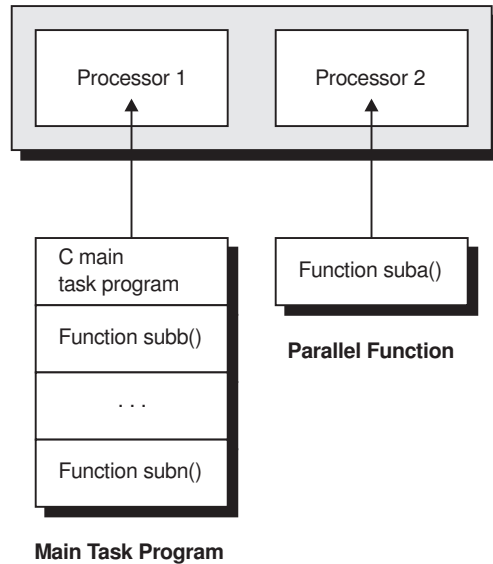 Processor 1
Processor 2
C main
task program
Function subb()
. . .
Function subn()
Main Task Program
Function suba()
Parallel Function